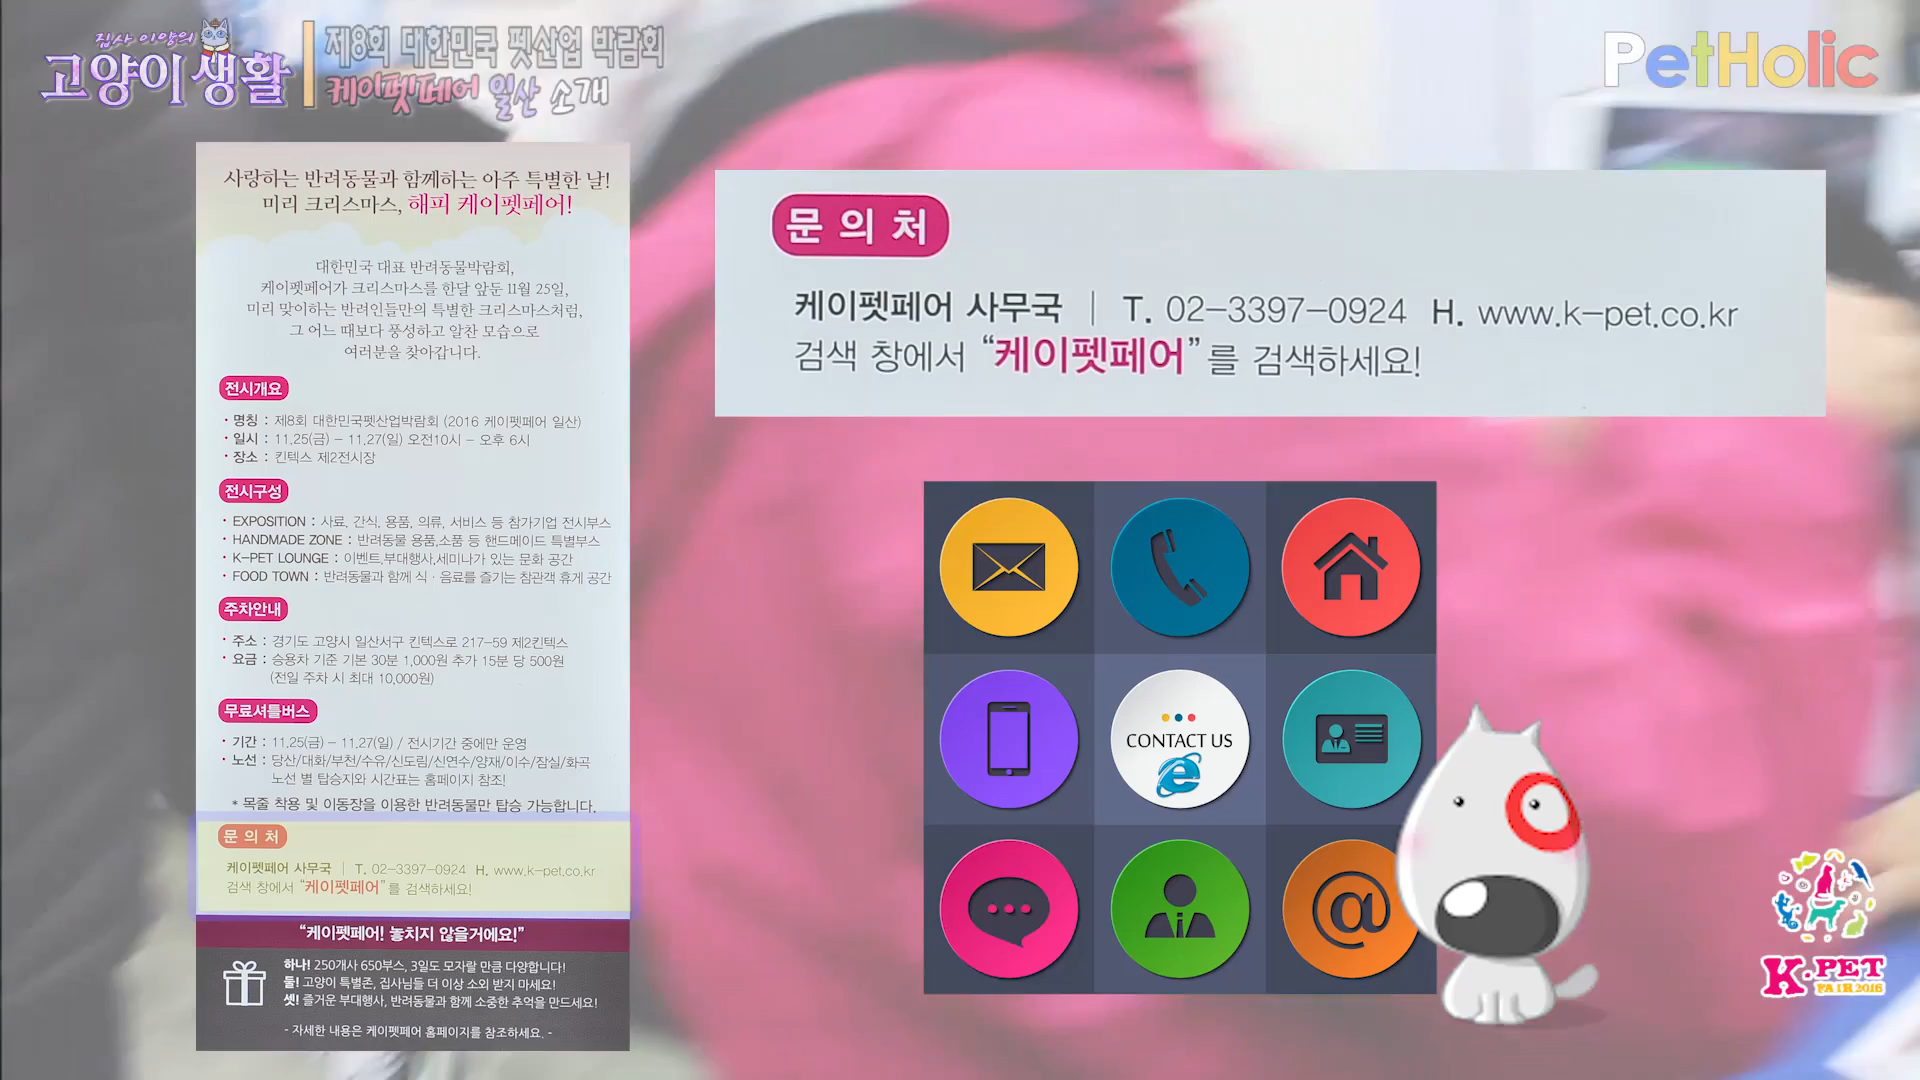 집사 이양의
고양이 생활
제8회 대한민국 펫산업 박람회
케이펫페어 일산 소개
PetHolic
사랑하는 반려동물과 함께하는 아주 특별한 날!
미리 크리스마스, 해피 케이펫페어!
대한민국 대표 반려동물박람회,
케이펫페어가 크리스마스를 한달 앞둔 11월 25일,
미리 맞이하는 반려인들만의 특별한 크리스마스처럼,
그 어느 때보다 풍성하고 알찬 모습으로
여러분을 찾아갑니다.
전시개요
· 명칭 : 제8회 대한민국펫산업박람회 (2016 케이펫페어 일산)
· 일시 : 11.25(금) - 11.27(일) 오전10시 - 오후 6시
· 장소 : 킨텍스 제2전시장
전시구성
· EXPOSITION : 사료, 간식, 용품, 의류, 서비스 등 참가기업 전시부스
· HANDMADE ZONE : 반려동물 용품,소품 등 핸드메이드 특별부스
· K-PET LOUNGE : 이벤트,부대행사,세미나가 있는 문화 공간
· FOOD TOWN : 반려동물과 함께 식 · 음료를 즐기는 참관객 휴게 공간
주차안내
· 주소 : 경기도 고양시 일산서구 킨텍스로 217-59 제2킨텍스
· 요금 : 승용차 기준 기본 30분 1,000원 추가 15분 당 500원
(전일 주차 시 최대 10,000원)
무료셔틀버스
· 기간 : 11.25(금) - 11.27(일) / 전시기간 중에만 운영
· 노선 : 당산/대화/부천/수유/신도림/신연수/양재/이수/잠실/화곡
노선 별 탑승지와 시간표는 홈페이지 참조!
* 목줄 착용 및 이동장을 이용한 반려동물만 탑승 가능합니다.
문 의 처
케이펫페어 사무국 | T. 02-3397-0924 H. www.k-pet.co.kr
검색 창에서 “케이펫페어”를 검색하세요!
“케이펫페어! 놓치지 않을거에요!”
하나! 250개사 650부스, 3일도 모자랄 만큼 다양합니다!
둘! 고양이 특별존, 집사님들 더 이상 소외 받지 마세요!
셋! 즐거운 부대행사, 반려동물과 함께 소중한 추억을 만드세요!
- 자세한 내용은 케이펫페어 홈페이지를 참조하세요. -
문 의 처
케이펫페어 사무국 | T. 02-3397-0924 H. www.k-pet.co.kr
검색 창에서 “케이펫페어”를 검색하세요!
CONTACT US
K·PET
FAIR 2016